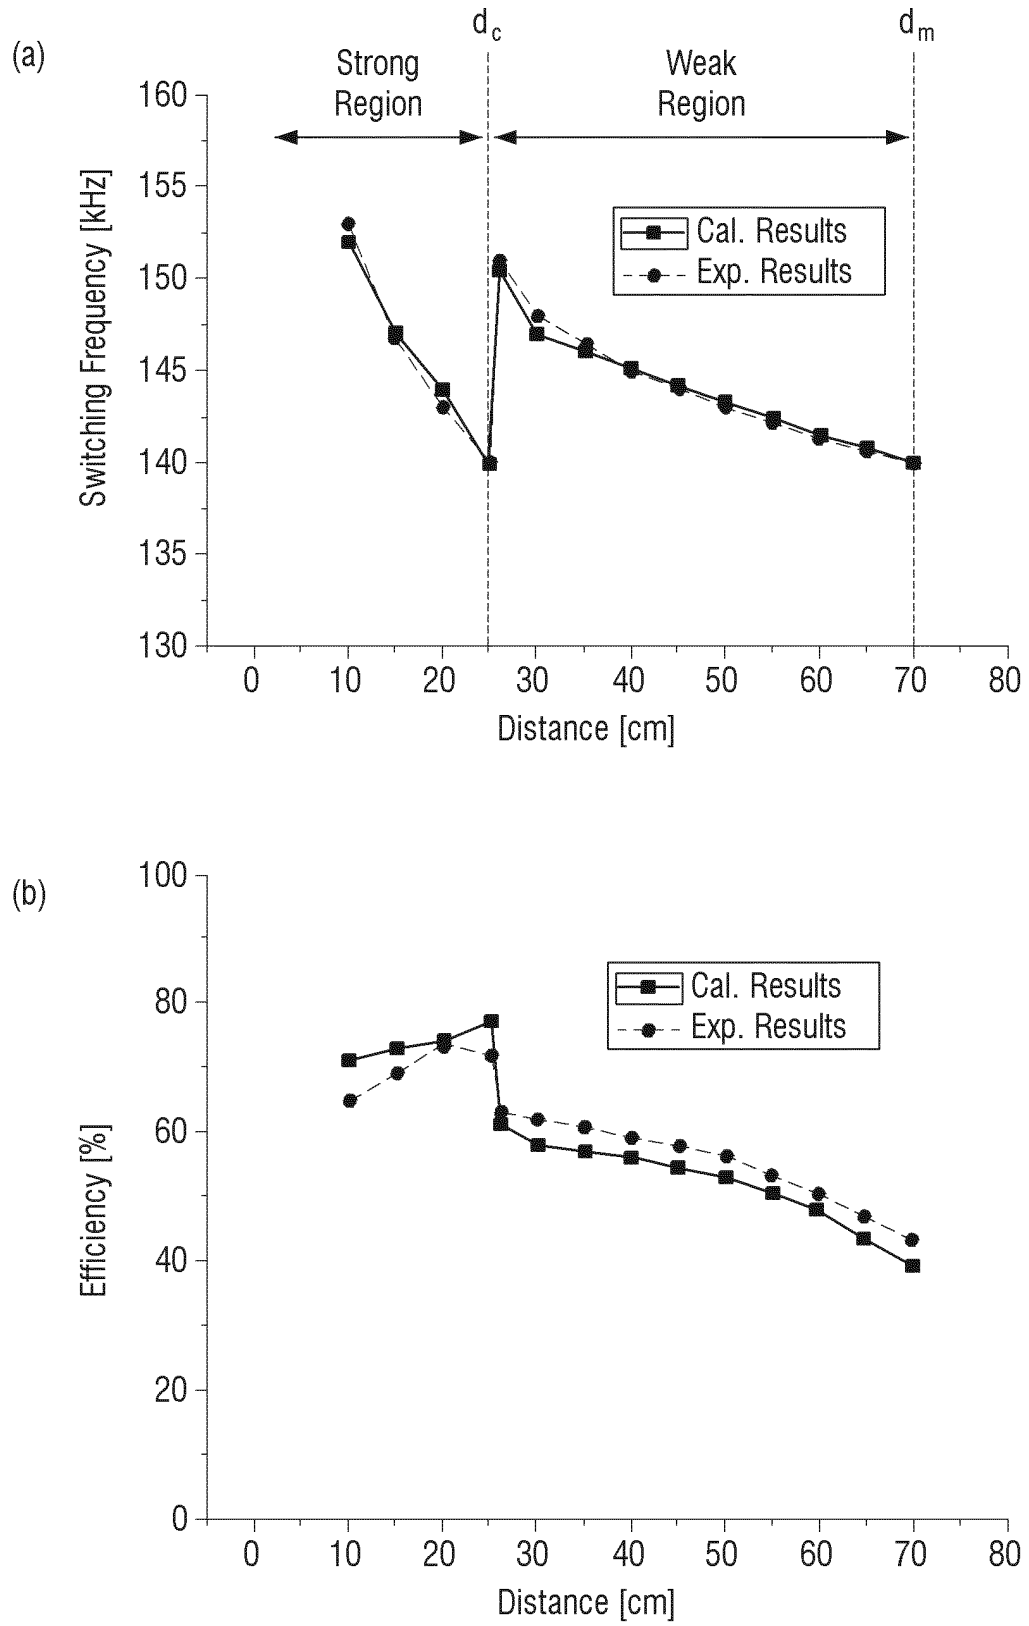 (a)
d_c
d_m
Strong
Region
Weak
Region
160
155
150
145
140
135
130
Switching Frequency [kHz]
Cal. Results
Exp. Results
0 10 20 30 40 50 60 70 80
Distance [cm]
(b)
100
80
60
40
20
0
Efficiency [%]
Cal. Results
Exp. Results
0 10 20 30 40 50 60 70 80
Distance [cm]